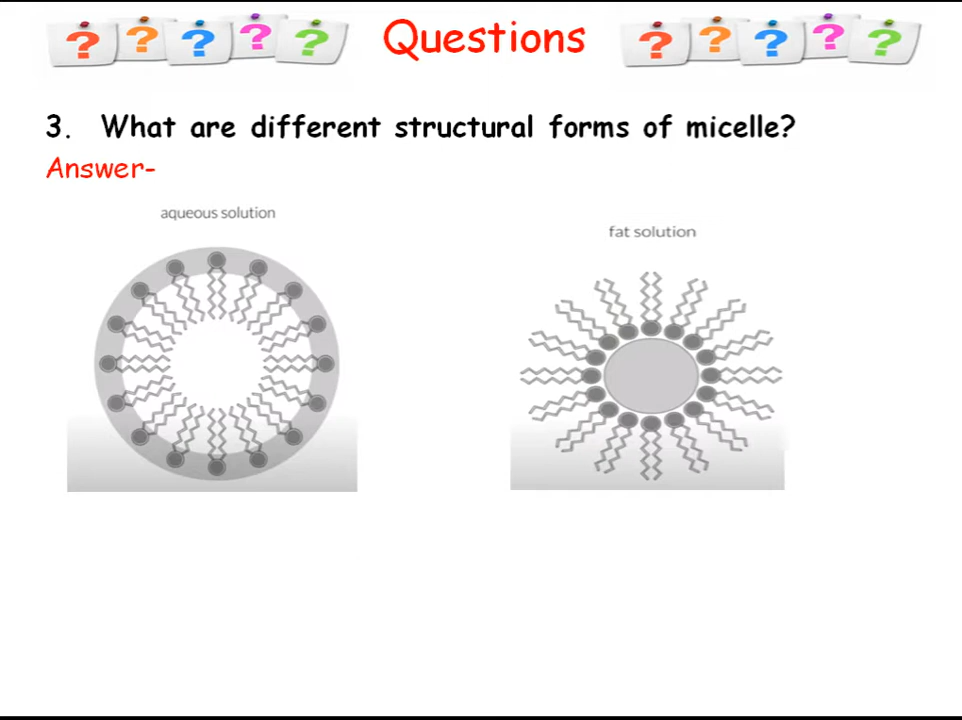 ? ? ? ? ? Questions ? ? ? ? ?
3. What are different structural forms of micelle?
Answer-
aqueous solution
fat solution